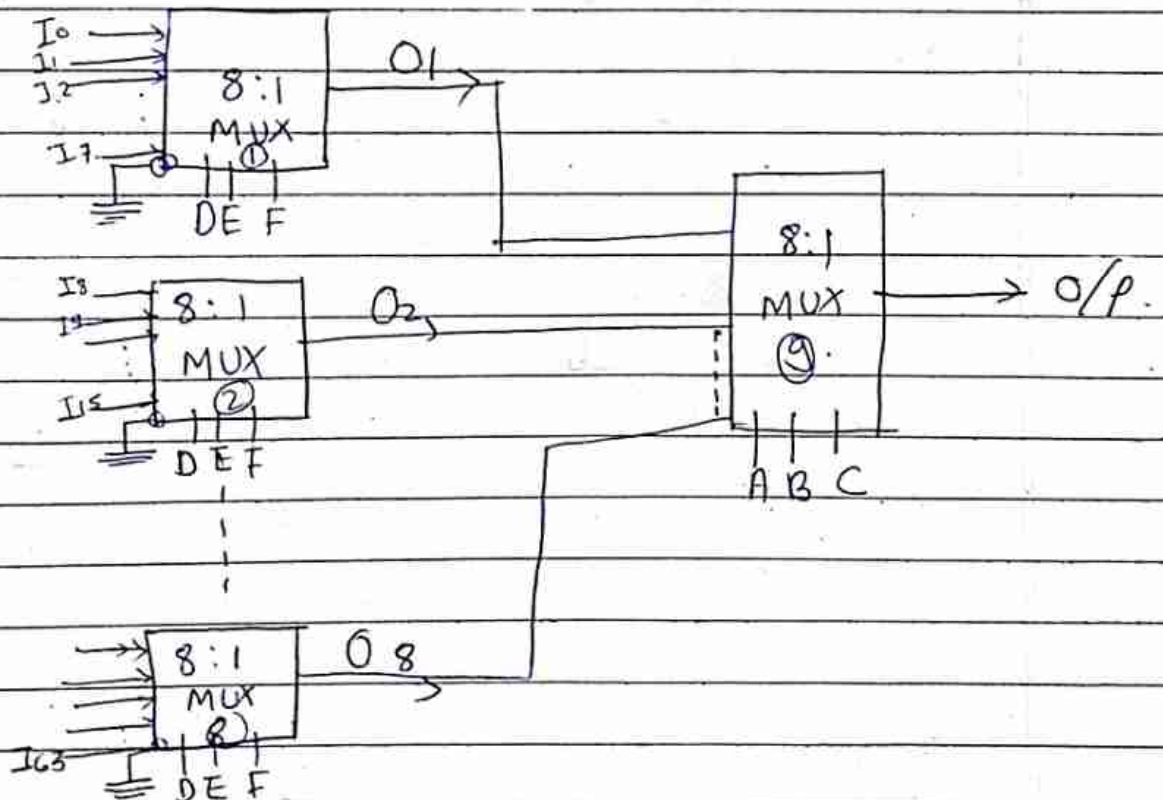 I0
I1
I2
I7
8:1
MUX
①
D E F
O1
I8
I9
I15
8:1
MUX
②
D E F
O2
8:1
MUX
⑨
A B C
O/P.
8:1
MUX
⑧
I63
D E F
O8